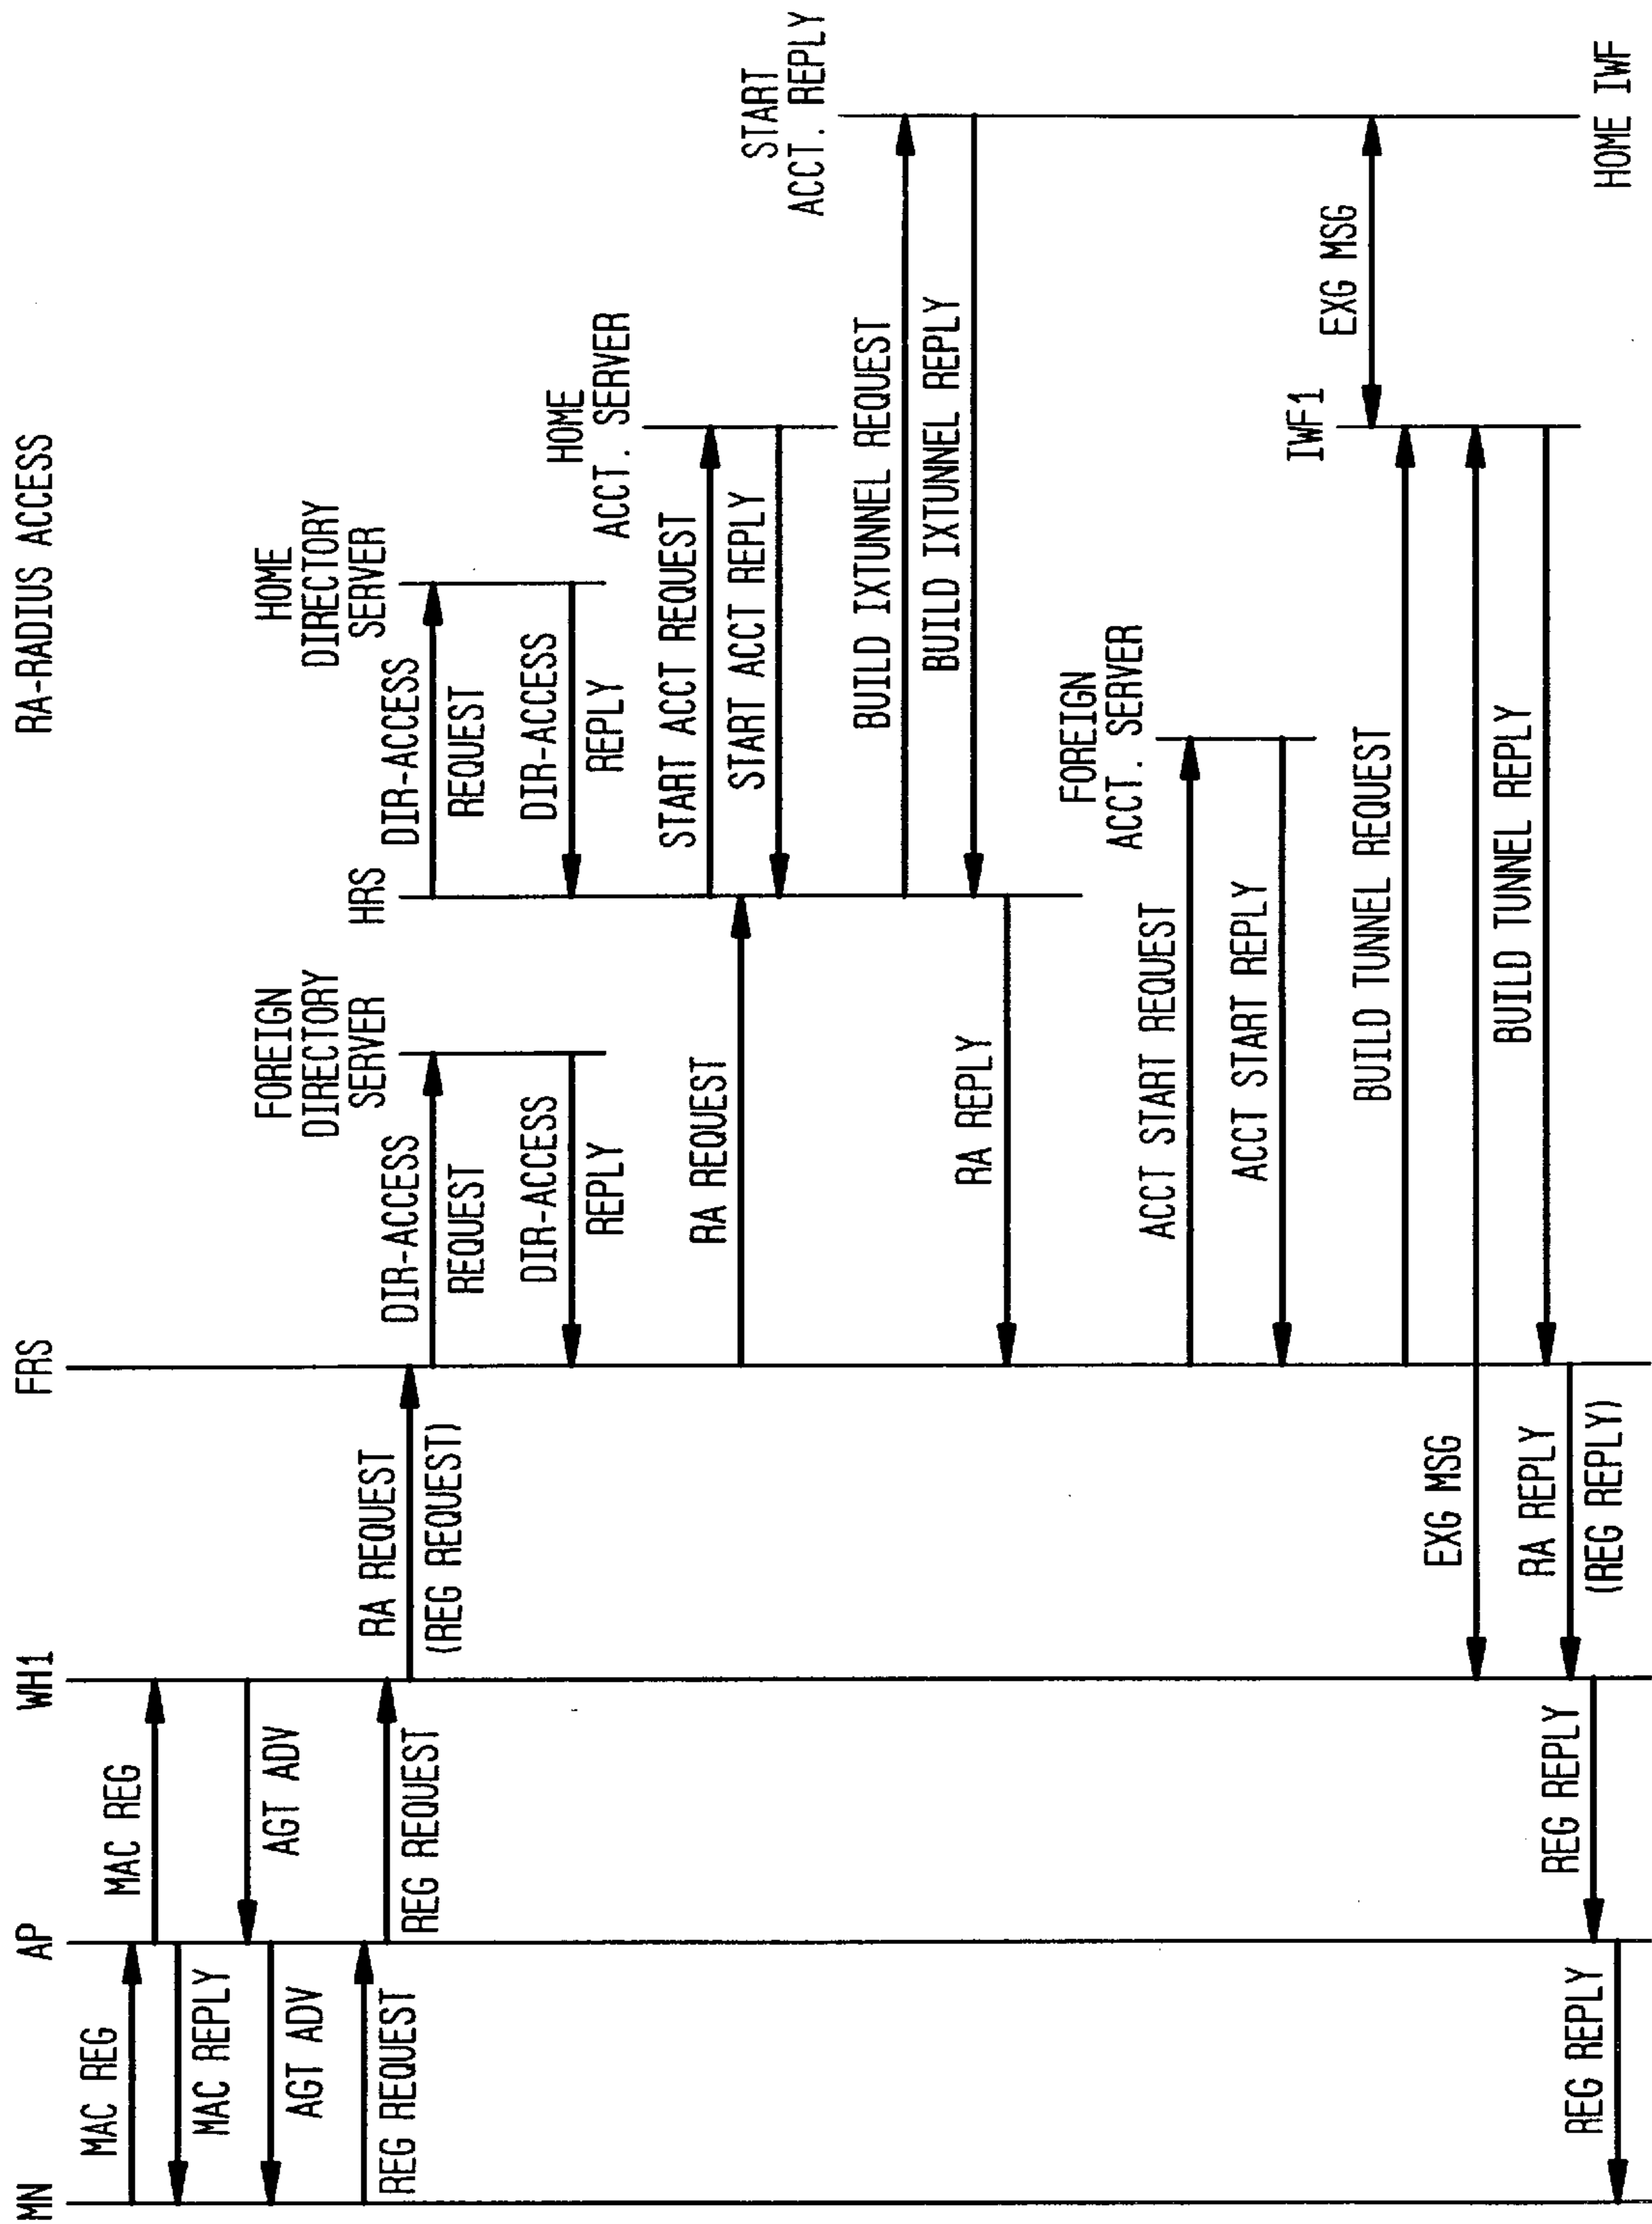 RA-RADIUS ACCESS
MN
AP
WH1
FRS
MAC REG
MAC REG
MAC REPLY
AGT ADV
AGT ADV
REG REQUEST
REG REQUEST
RA REQUEST
(REG REQUEST)
FOREIGN
DIRECTORY
SERVER
HRS
HOME
DIRECTORY
SERVER
DIR-ACCESS
REQUEST
DIR-ACCESS
REPLY
DIR-ACCESS
REQUEST
DIR-ACCESS
REPLY
HOME
ACCT. SERVER
START ACCT REQUEST
RA REQUEST
START ACCT REPLY
START
ACCT. REPLY
BUILD IXTUNNEL REQUEST
BUILD IXTUNNEL REPLY
RA REPLY
FOREIGN
ACCT. SERVER
ACCT START REQUEST
ACCT START REPLY
IWF1
EXG MSG
BUILD TUNNEL REQUEST
EXG MSG
BUILD TUNNEL REPLY
RA REPLY
(REG REPLY)
REG REPLY
REG REPLY
HOME IWF